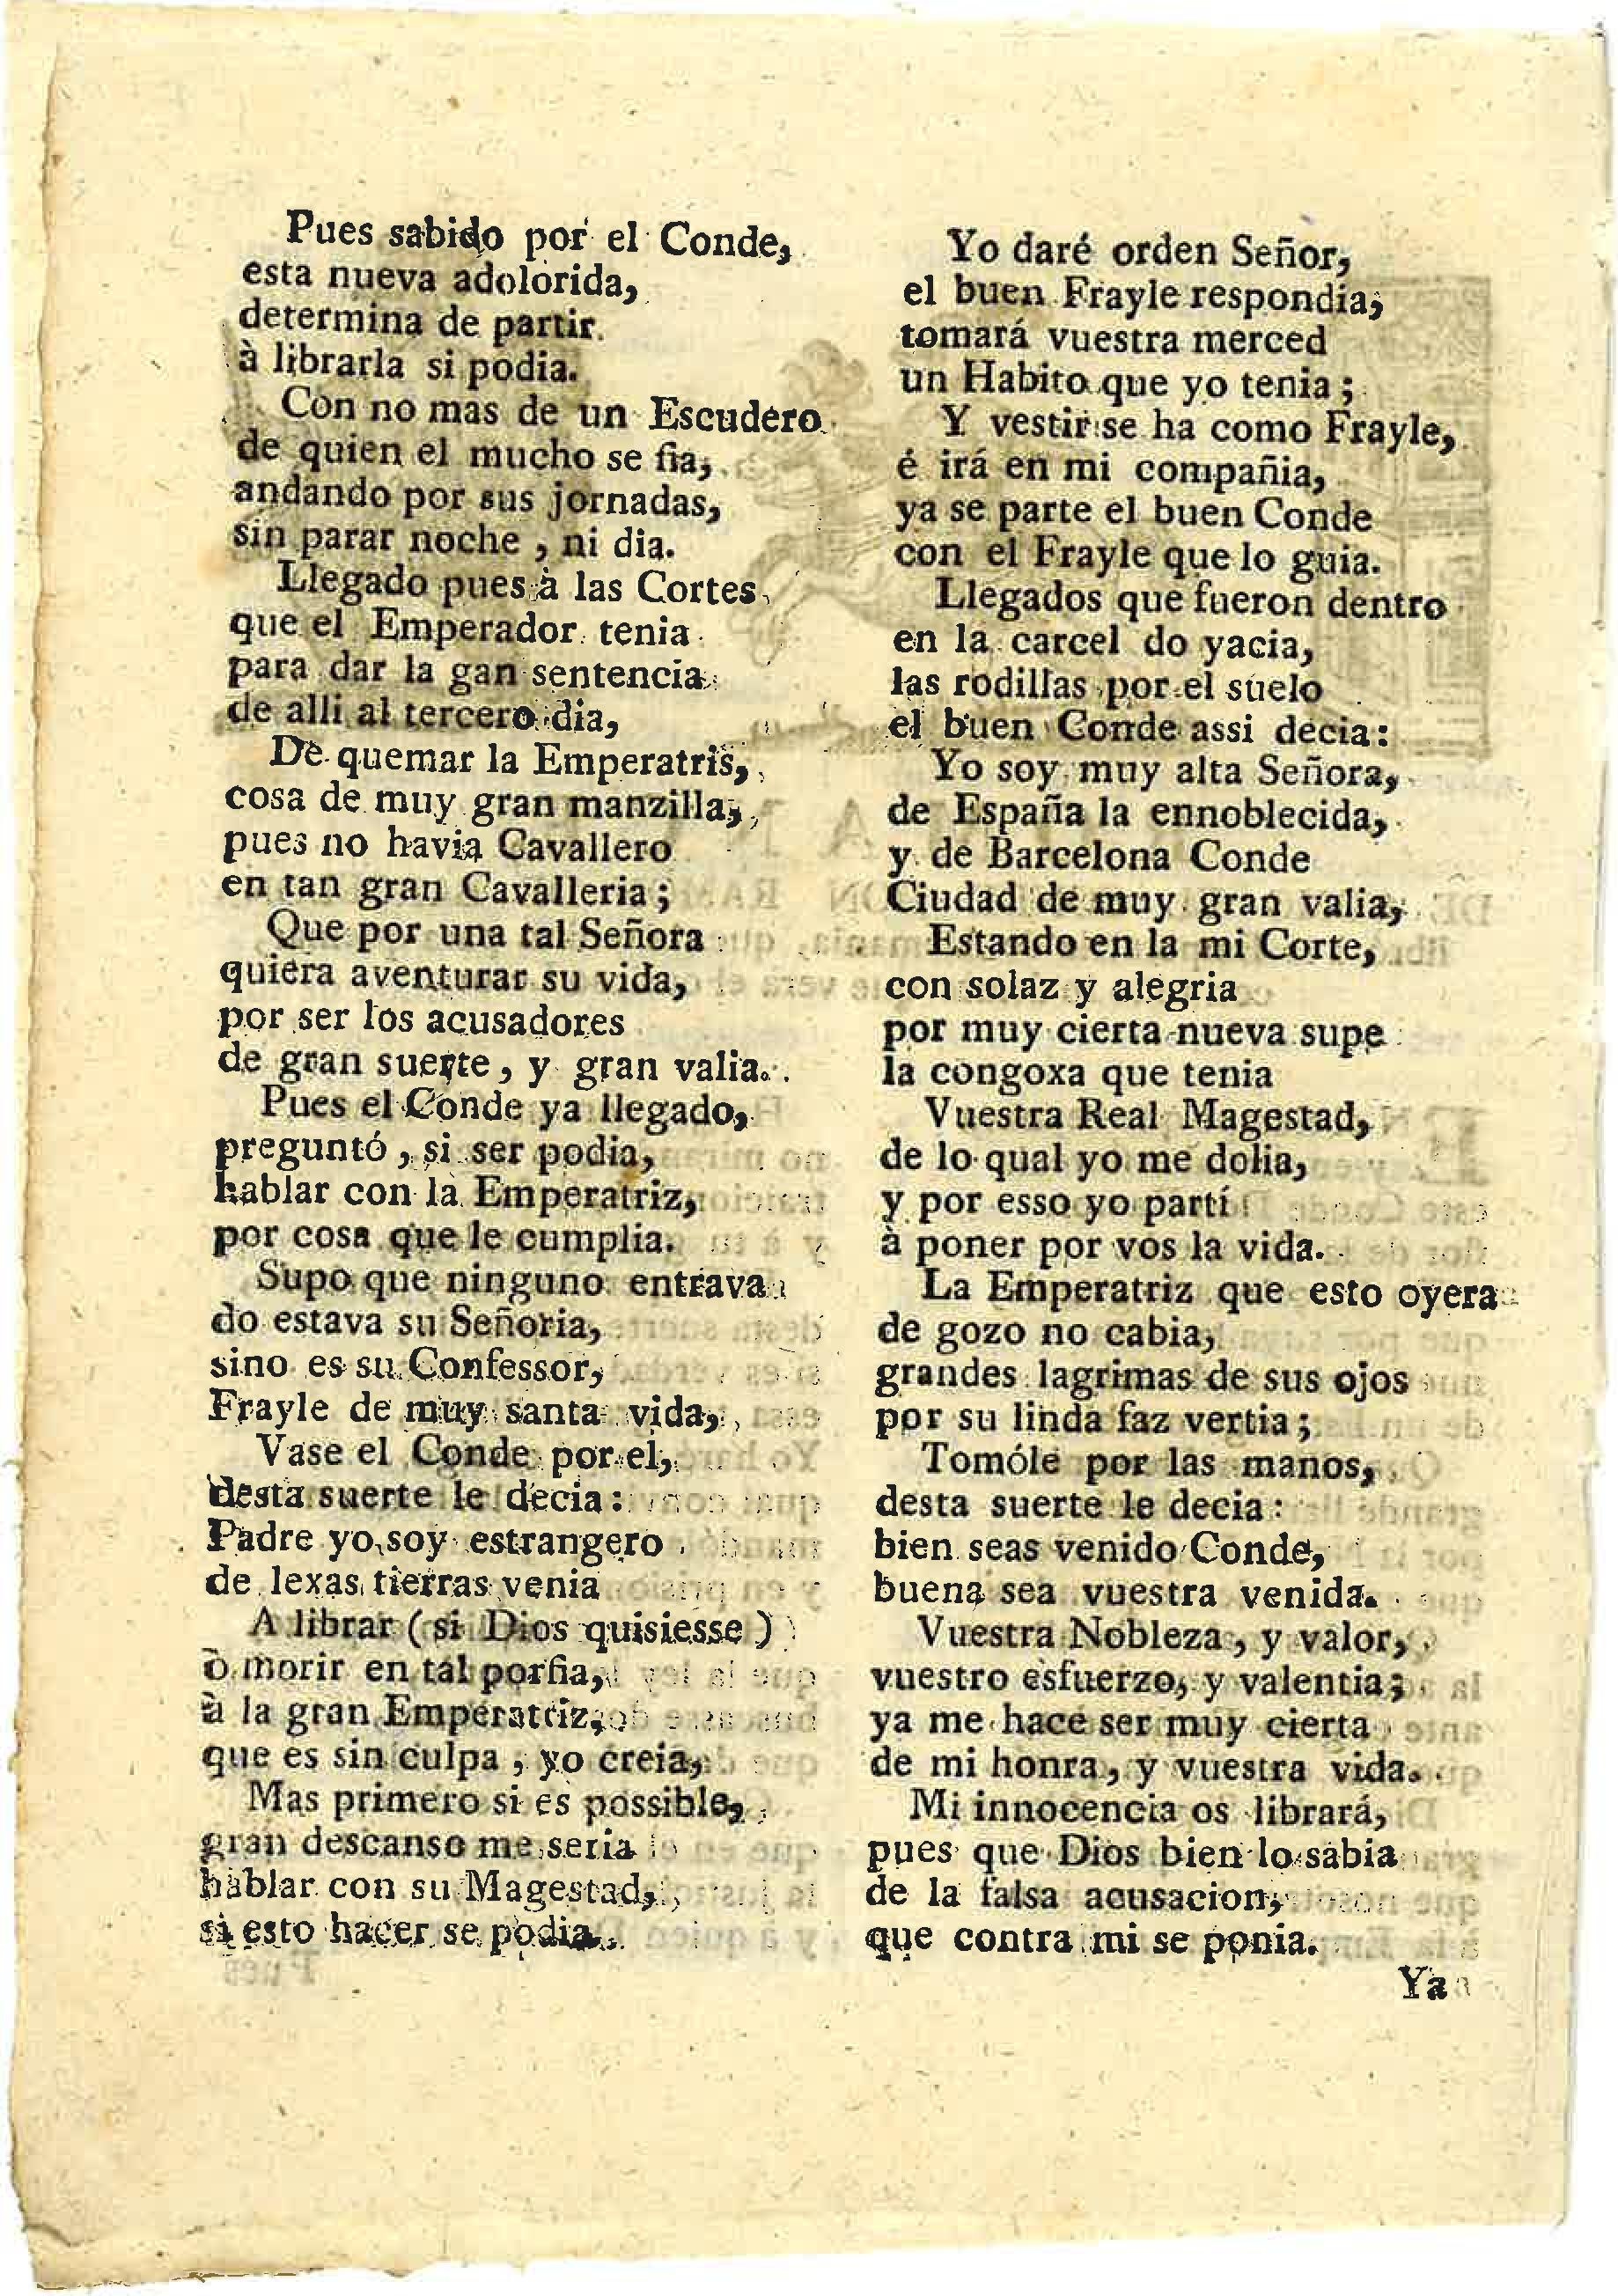 Pues sabido por el Conde,
esta nueva adolorida,
determina de partir
à librarla si podia.
Con no mas de un Escudero
de quien el mucho se fia,
andando por sus jornadas,
sin parar noche, ni dia.
Llegado pues à las Cortes
que el Emperador tenia
para dar la gan sentencia
de alli al tercero dia,
De quemar la Emperatris,
cosa de muy gran manzilla,
pues no havia Cavallero
en tan gran Cavalleria;
Que por una tal Señora
quiera aventurar su vida,
por ser los acusadores
de gran suerte, y gran valia.
Pues el Conde ya llegado,
preguntó, si ser podia,
hablar con la Emperatriz,
por cosa que le cumplia.
Supo que ninguno entrava
do estava su Señoria,
sino es su Confessor,
Frayle de muy santa vida,
Vase el Conde por el,
desta suerte le decia:
Padre yo soy estrangero
de lexas tierras venia
A librar (si Dios quisiesse)
ò morir en tal porfia,
à la gran Emperatriz,
que es sin culpa, yo creia,
Mas primero si es possible,
gran descanso me seria
hablar con su Magestad,
si esto hacer se podia.
Yo daré orden Señor,
el buen Frayle respondia,
tomará vuestra merced
un Habito que yo tenia;
Y vestirse ha como Frayle,
é irá en mi compañia,
ya se parte el buen Conde
con el Frayle que lo guia.
Llegados que fueron dentro
en la carcel do yacia,
las rodillas por el suelo
el buen Conde assi decia:
Yo soy muy alta Señora,
de España la ennoblecida,
y de Barcelona Conde
Ciudad de muy gran valia,
Estando en la mi Corte,
con solaz y alegria
por muy cierta nueva supe
la congoxa que tenia
Vuestra Real Magestad,
de lo qual yo me dolia,
y por esso yo partí
à poner por vos la vida.
La Emperatriz que esto oyera
de gozo no cabia,
grandes lagrimas de sus ojos
por su linda faz vertia;
Tomóle por las manos,
desta suerte le decia:
bien seas venido Conde,
buena sea vuestra venida.
Vuestra Nobleza, y valor,
vuestro esfuerzo, y valentia;
ya me hace ser muy cierta
de mi honra, y vuestra vida.
Mi innocencia os librará,
pues que Dios bien lo sabia
de la falsa acusacion,
que contra mi se ponia.
Ya